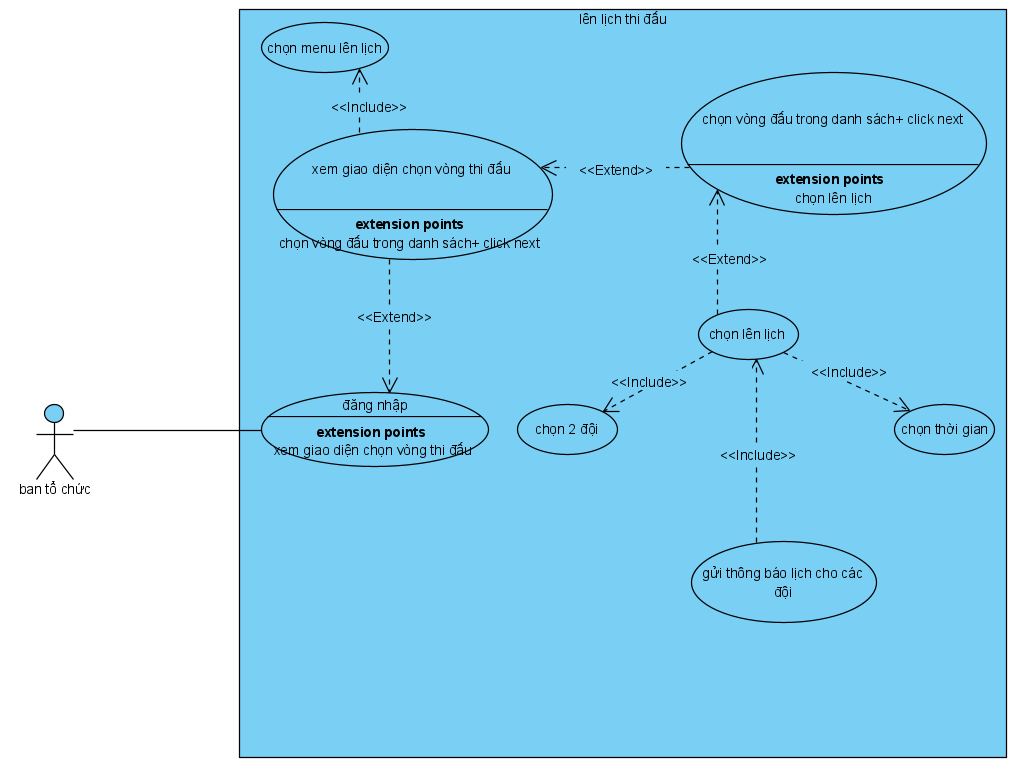 lên lịch thi đấu
chọn menu lên lịch
<<Include>>
chọn vòng đấu trong danh sách+ click next
extension points
chọn lên lịch
xem giao diện chọn vòng thi đấu
extension points
chọn vòng đấu trong danh sách+ click next
<<Extend>>
<<Extend>>
<<Extend>>
chọn lên lịch
<<Include>>
<<Include>>
đăng nhập
extension points
xem giao diện chọn vòng thi đấu
chọn 2 đội
chọn thời gian
<<Include>>
ban tổ chức
gửi thông báo lịch cho các
đội